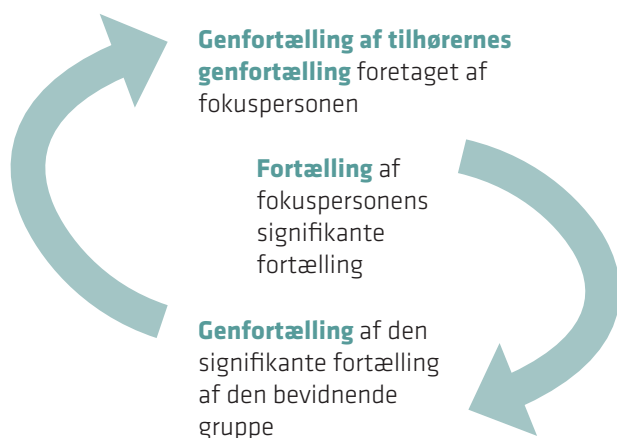 Genfortælling af tilhørernes
genfortælling foretaget af
fokuspersonen
Fortælling af
fokuspersonens
signifikante
fortælling
Genfortælling af den
signifikante fortælling
af den bevidnende
gruppe